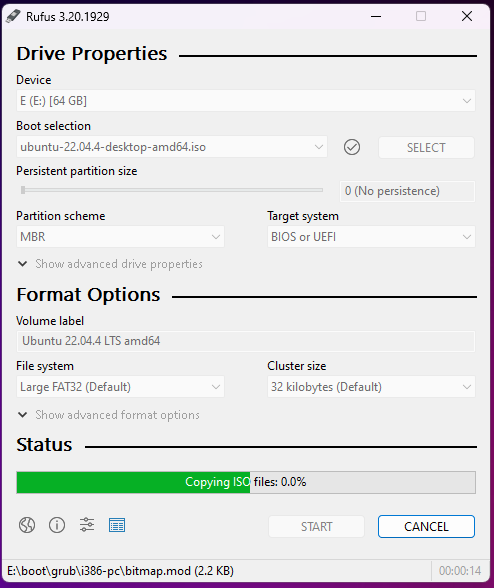 Rufus 3.20.1929
Drive Properties
Device
E (E:) [64 GB]
Boot selection
ubuntu-22.04.4-desktop-amd64.iso
SELECT
Persistent partition size
0 (No persistence)
Partition scheme
Target system
MBR
BIOS or UEFI
Show advanced drive properties
Format Options
Volume label
Ubuntu 22.04.4 LTS amd64
File system
Cluster size
Large FAT32 (Default)
32 kilobytes (Default)
Show advanced format options
Status
Copying ISO files: 0.0%
START
CANCEL
E:\boot\grub\i386-pc\bitmap.mod (2.2 KB)
00:00:14